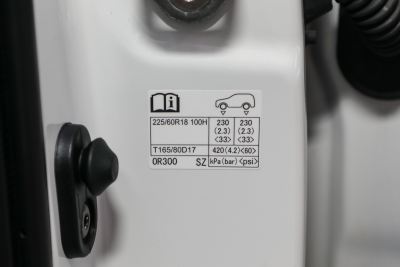 225/60R18 100H 230 230
(2.3) (2.3)
<33> <33>
T165/80D17 420(4.2)<60>
0R300 SZ kPa(bar)<psi>